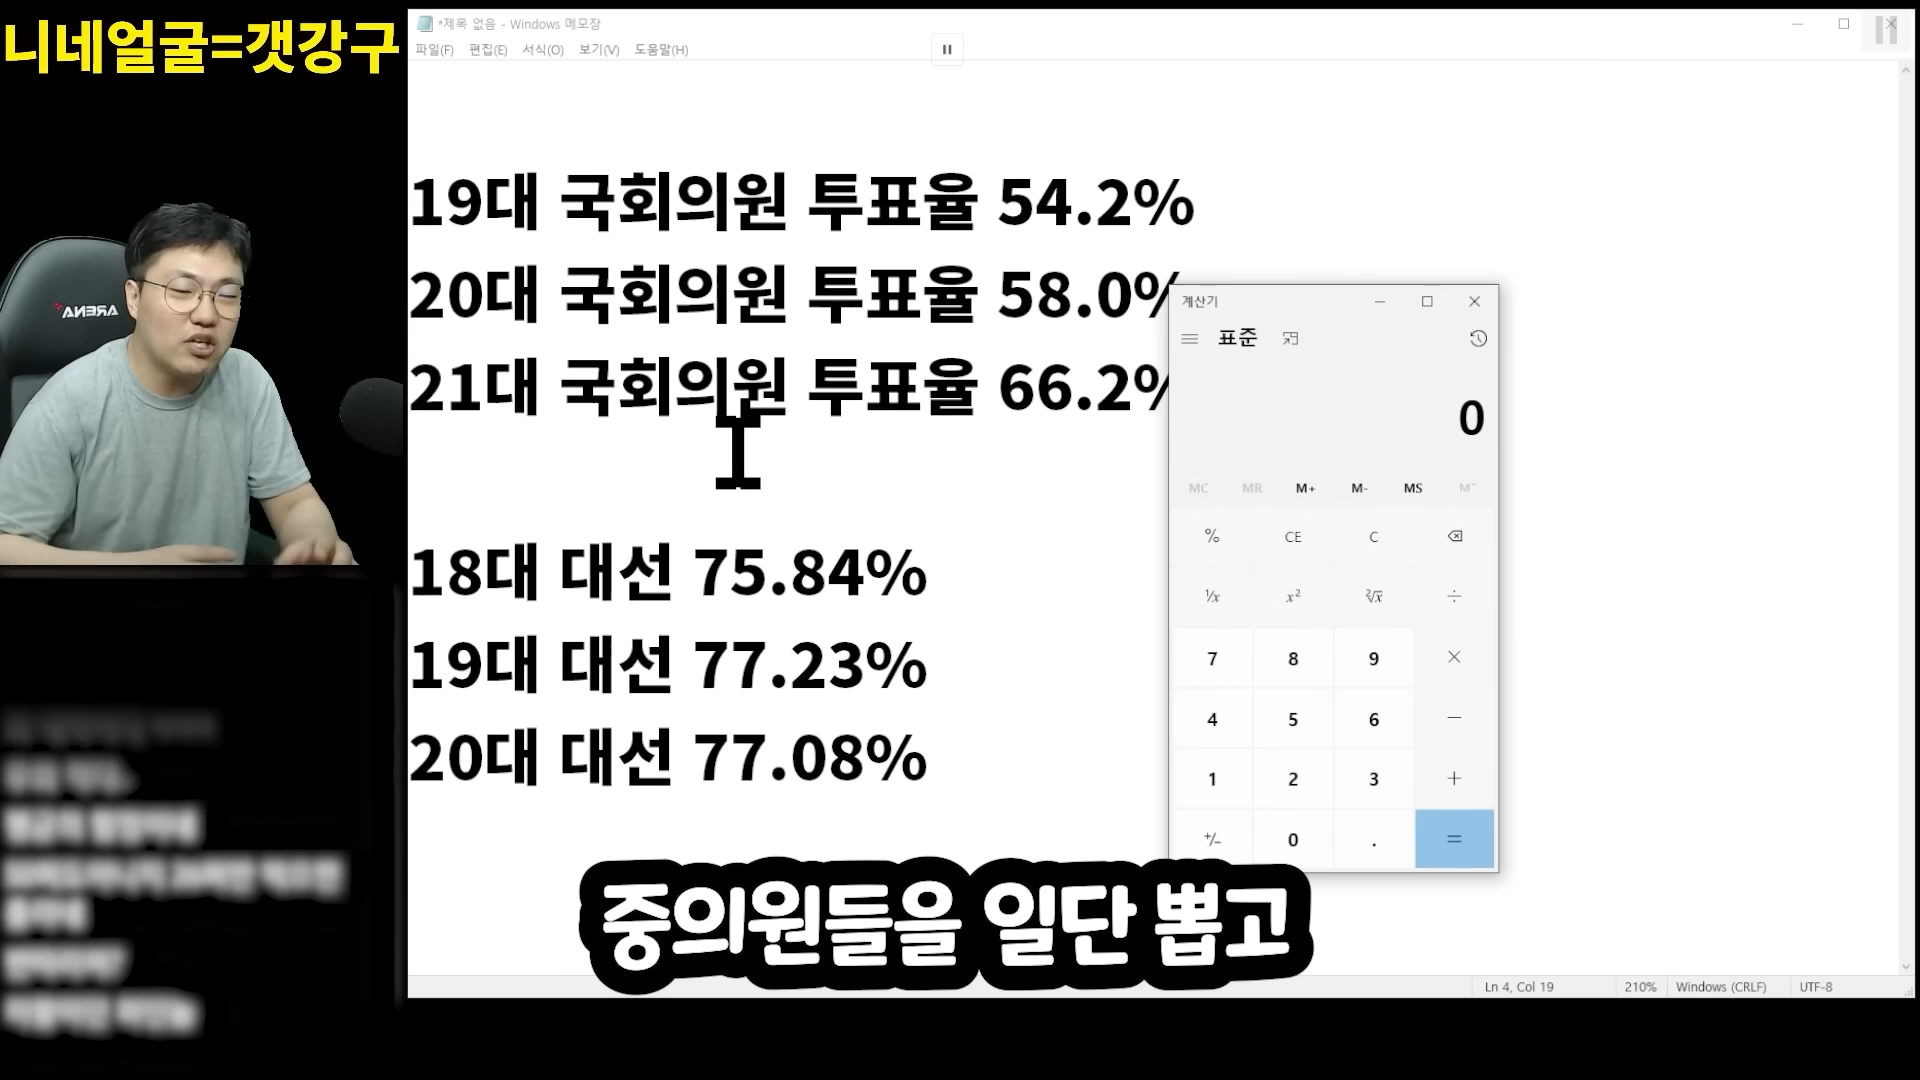 니네얼굴=갯강구
*제목 없음 - Windows 메모장
파일(F) 편집(E) 서식(O) 보기(V) 도움말(H)
19대 국회의원 투표율 54.2%
20대 국회의원 투표율 58.0%
21대 국회의원 투표율 66.2%
18대 대선 75.84%
19대 대선 77.23%
20대 대선 77.08%
계산기
표준
0
MC MR M+ M- MS M˅
% CE C
¹/x x² ²√x ÷
7 8 9 ×
4 5 6 −
1 2 3 +
+/− 0 . =
ARENA
중의원들을 일단 뽑고
Ln 4, Col 19 210% Windows (CRLF) UTF-8